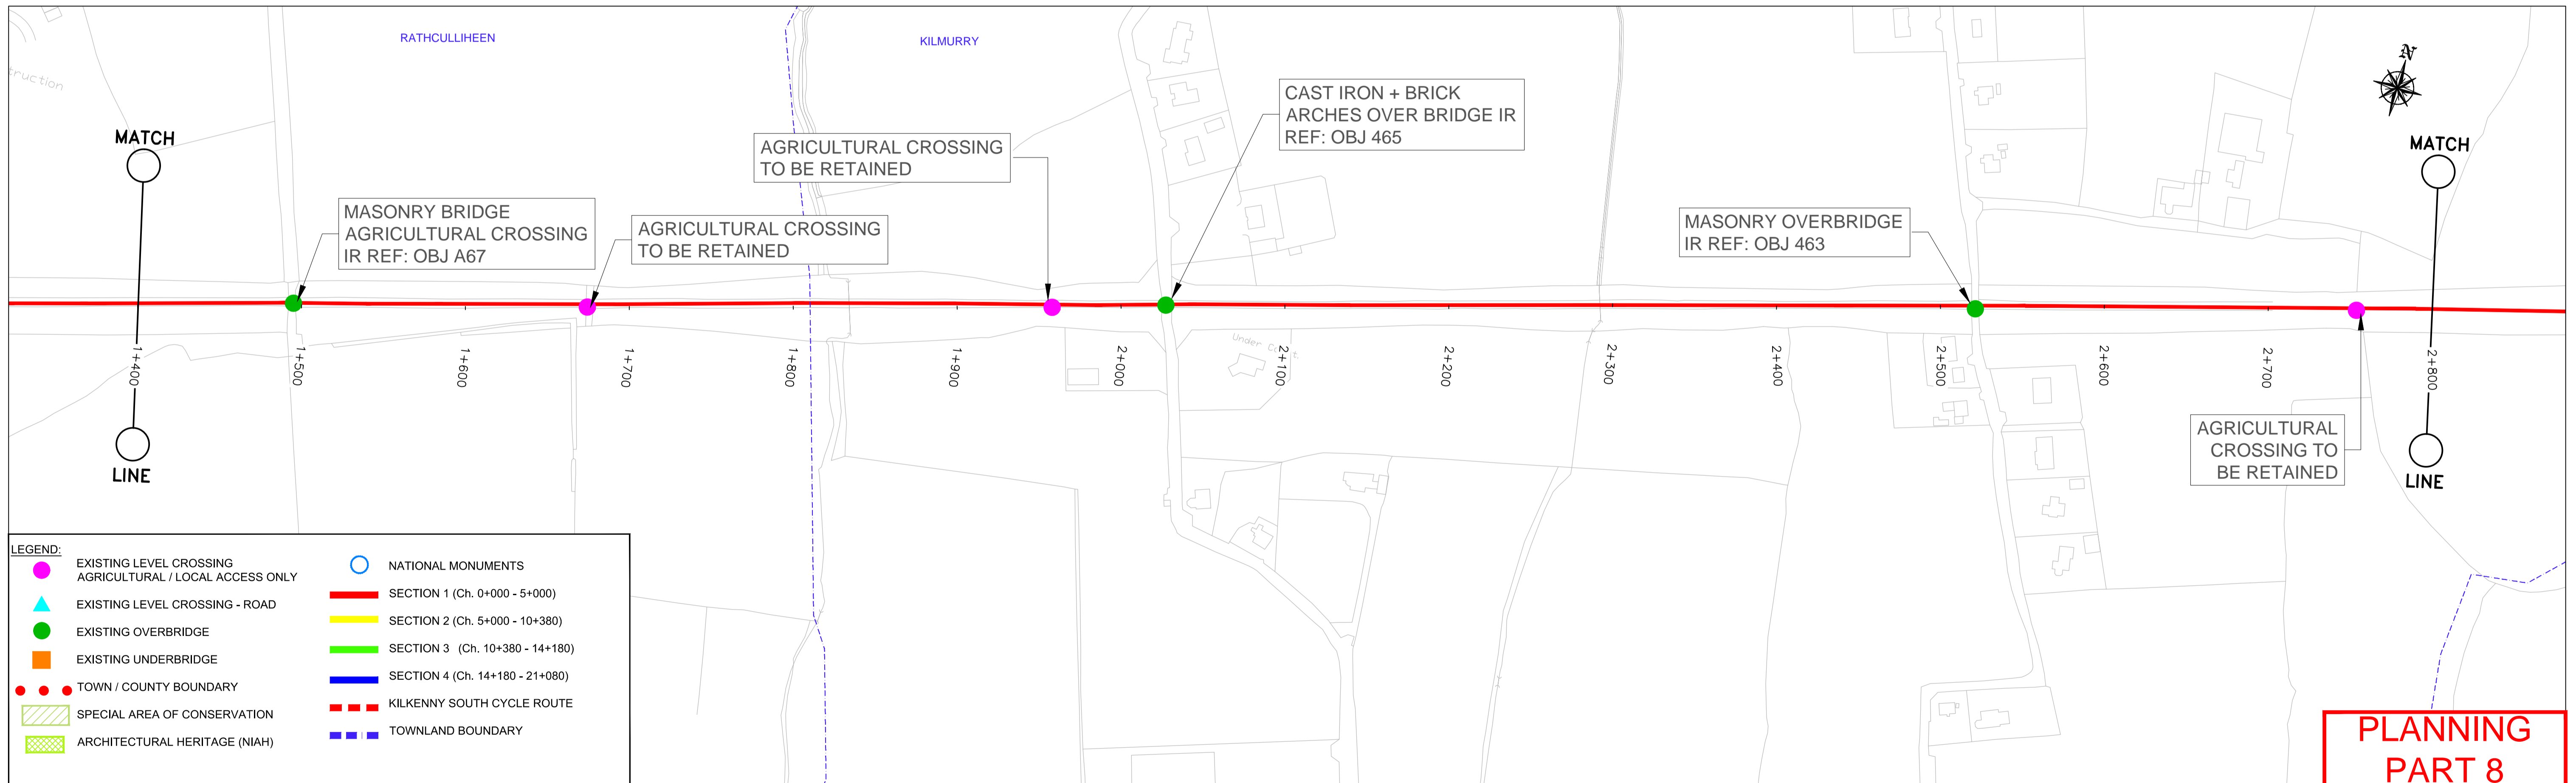 RATHCULLIHEEN
KILMURRY
N
truction
MATCH
LINE
MASONRY BRIDGE
AGRICULTURAL CROSSING
IR REF: OBJ A67
AGRICULTURAL CROSSING
TO BE RETAINED
AGRICULTURAL CROSSING
TO BE RETAINED
CAST IRON + BRICK
ARCHES OVER BRIDGE IR
REF: OBJ 465
MASONRY OVERBRIDGE
IR REF: OBJ 463
MATCH
LINE
AGRICULTURAL
CROSSING TO
BE RETAINED
1+400
1+500
1+600
1+700
1+800
1+900
2+000
2+100
2+200
2+300
2+400
2+500
2+600
2+700
2+800
Under
LEGEND:
EXISTING LEVEL CROSSING
AGRICULTURAL / LOCAL ACCESS ONLY
EXISTING LEVEL CROSSING - ROAD
EXISTING OVERBRIDGE
EXISTING UNDERBRIDGE
TOWN / COUNTY BOUNDARY
SPECIAL AREA OF CONSERVATION
ARCHITECTURAL HERITAGE (NIAH)
NATIONAL MONUMENTS
SECTION 1 (Ch. 0+000 - 5+000)
SECTION 2 (Ch. 5+000 - 10+380)
SECTION 3 (Ch. 10+380 - 14+180)
SECTION 4 (Ch. 14+180 - 21+080)
KILKENNY SOUTH CYCLE ROUTE
TOWNLAND BOUNDARY
PLANNING
PART 8